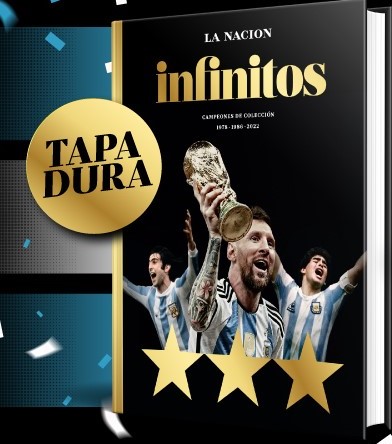 LA NACION
infinitos
CAMPEONES DE COLECCIÓN
1978 - 1986 - 2022
TAPA
DURA